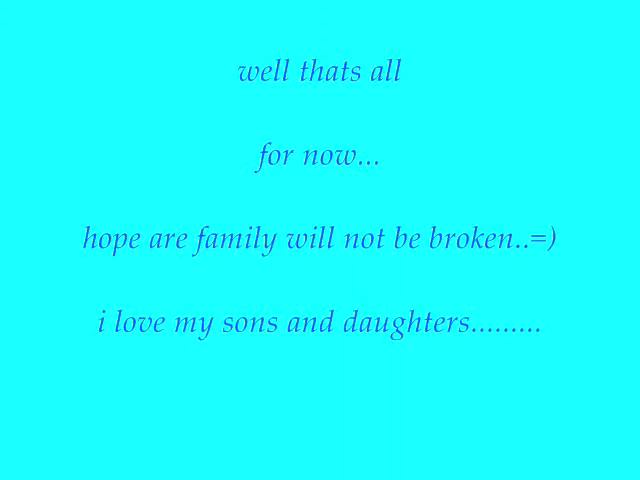 well thats all
for now...
hope are family will not be broken..=)
i love my sons and daughters.........